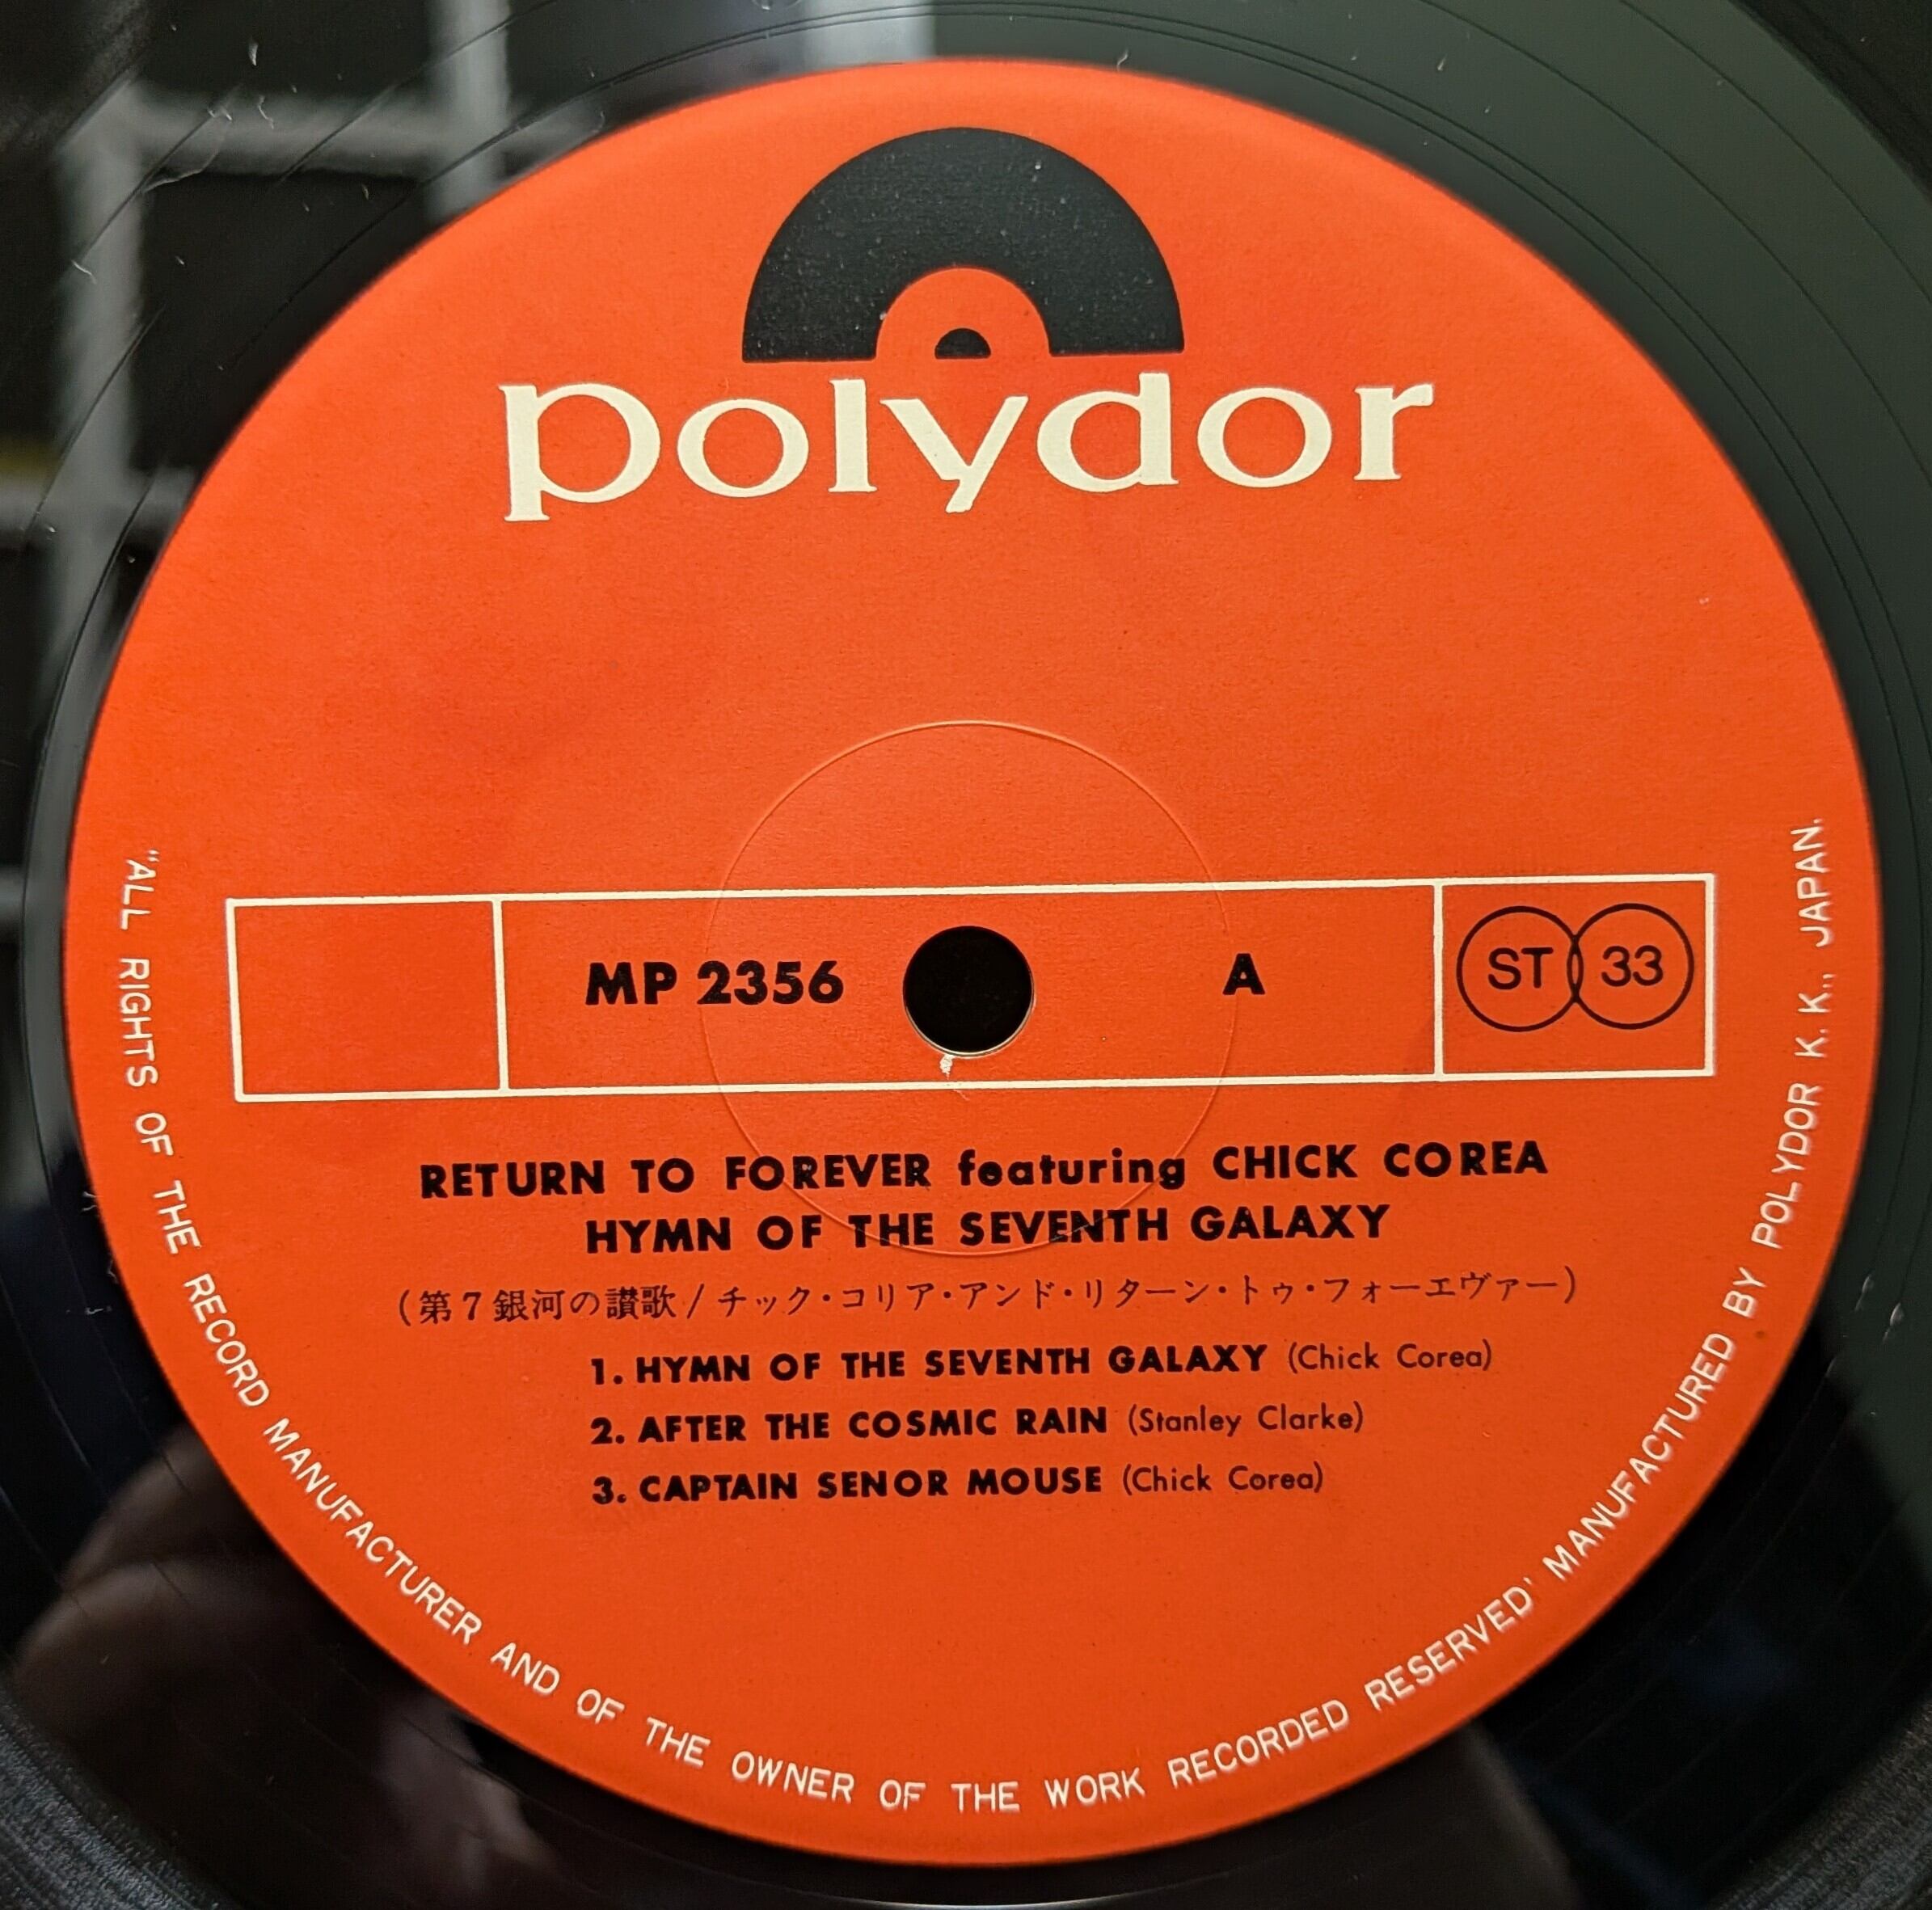 polydor
MP 2356 A ST 33
RETURN TO FOREVER featuring CHICK COREA
HYMN OF THE SEVENTH GALAXY
(第7銀河の讃歌/チック・コリア・アンド・リターン・トゥ・フォーエヴァー)
1. HYMN OF THE SEVENTH GALAXY (Chick Corea)
2. AFTER THE COSMIC RAIN (Stanley Clarke)
3. CAPTAIN SENOR MOUSE (Chick Corea)
"ALL RIGHTS OF THE RECORD MANUFACTURER AND OF THE OWNER OF THE WORK RECORDED RESERVED' MANUFACTURED BY POLYDOR K.K., JAPAN.